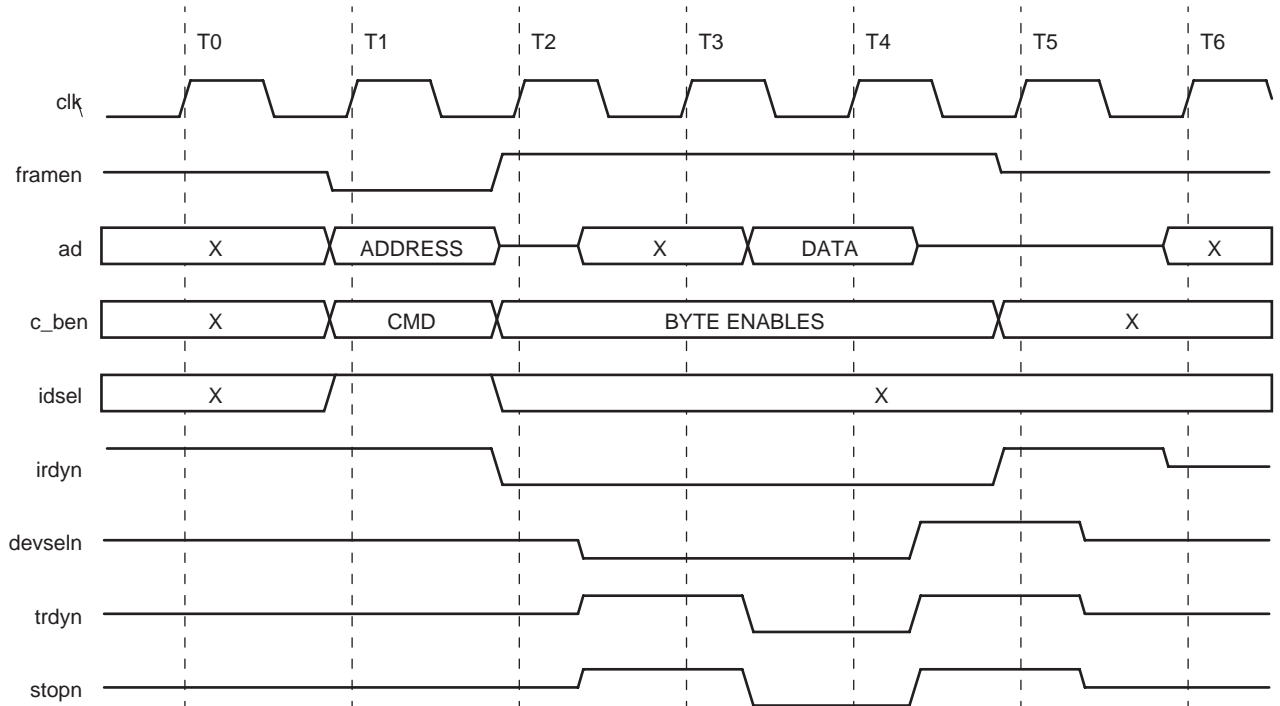 T0 T1 T2 T3 T4 T5 T6
clk
framen
ad X ADDRESS X DATA X
c_ben X CMD BYTE ENABLES X
idsel X X
irdyn
devseln
trdyn
stopn